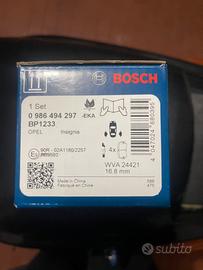 BOSCH
1 Set
0 986 494 297
-EKA
BP1233
OPEL Insignia
4x
90R - 02A1180/2257
WVA 24421
16.8 mm
Made in China
Fabriqué en Chine
subito